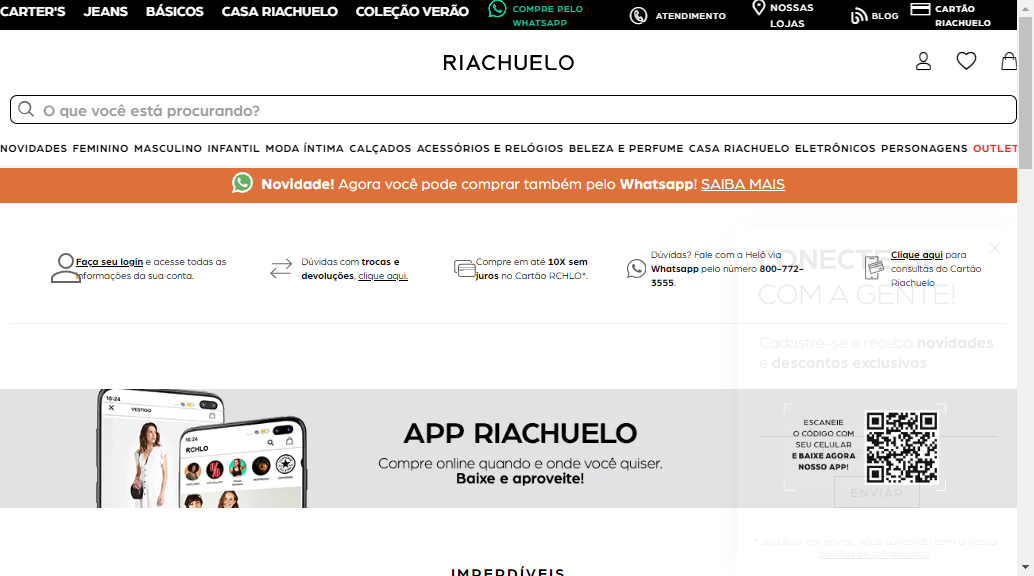 CARTER'S JEANS BÁSICOS CASA RIACHUELO COLEÇÃO VERÃO
COMPRE PELO
WHATSAPP
ATENDIMENTO
NOSSAS
LOJAS
BLOG
CARTÃO
RIACHUELO
RIACHUELO
O que você está procurando?
NOVIDADES FEMININO MASCULINO INFANTIL MODA ÍNTIMA CALÇADOS ACESSÓRIOS E RELÓGIOS BELEZA E PERFUME CASA RIACHUELO ELETRÔNICOS PERSONAGENS OUTLET
Novidade! Agora você pode comprar também pelo Whatsapp! SAIBA MAIS
Faça seu login e acesse todas as
informações da sua conta.
Dúvidas com trocas e
devoluções, clique aqui.
Compre em até 10X sem
juros no Cartão RCHLO*.
Dúvidas? Fale com a Helô via
Whatsapp pelo número 800-772-
3555.
Clique aqui para
consultas do Cartão
Riachuelo
CONECTE-SE
COM A GENTE!
Cadastre-se e receba novidades
e descontos exclusivos
16:24
VESTIDO
16:24
RCHLO
APP RIACHUELO
Compre online quando e onde você quiser.
Baixe e aproveite!
ESCANEIE
O CÓDIGO COM
SEU CELULAR
E BAIXE AGORA
NOSSO APP!
ENVIAR
* ao clicar em enviar, você concorda com a nossa
política de privacidade.
IMPERDÍVEIS